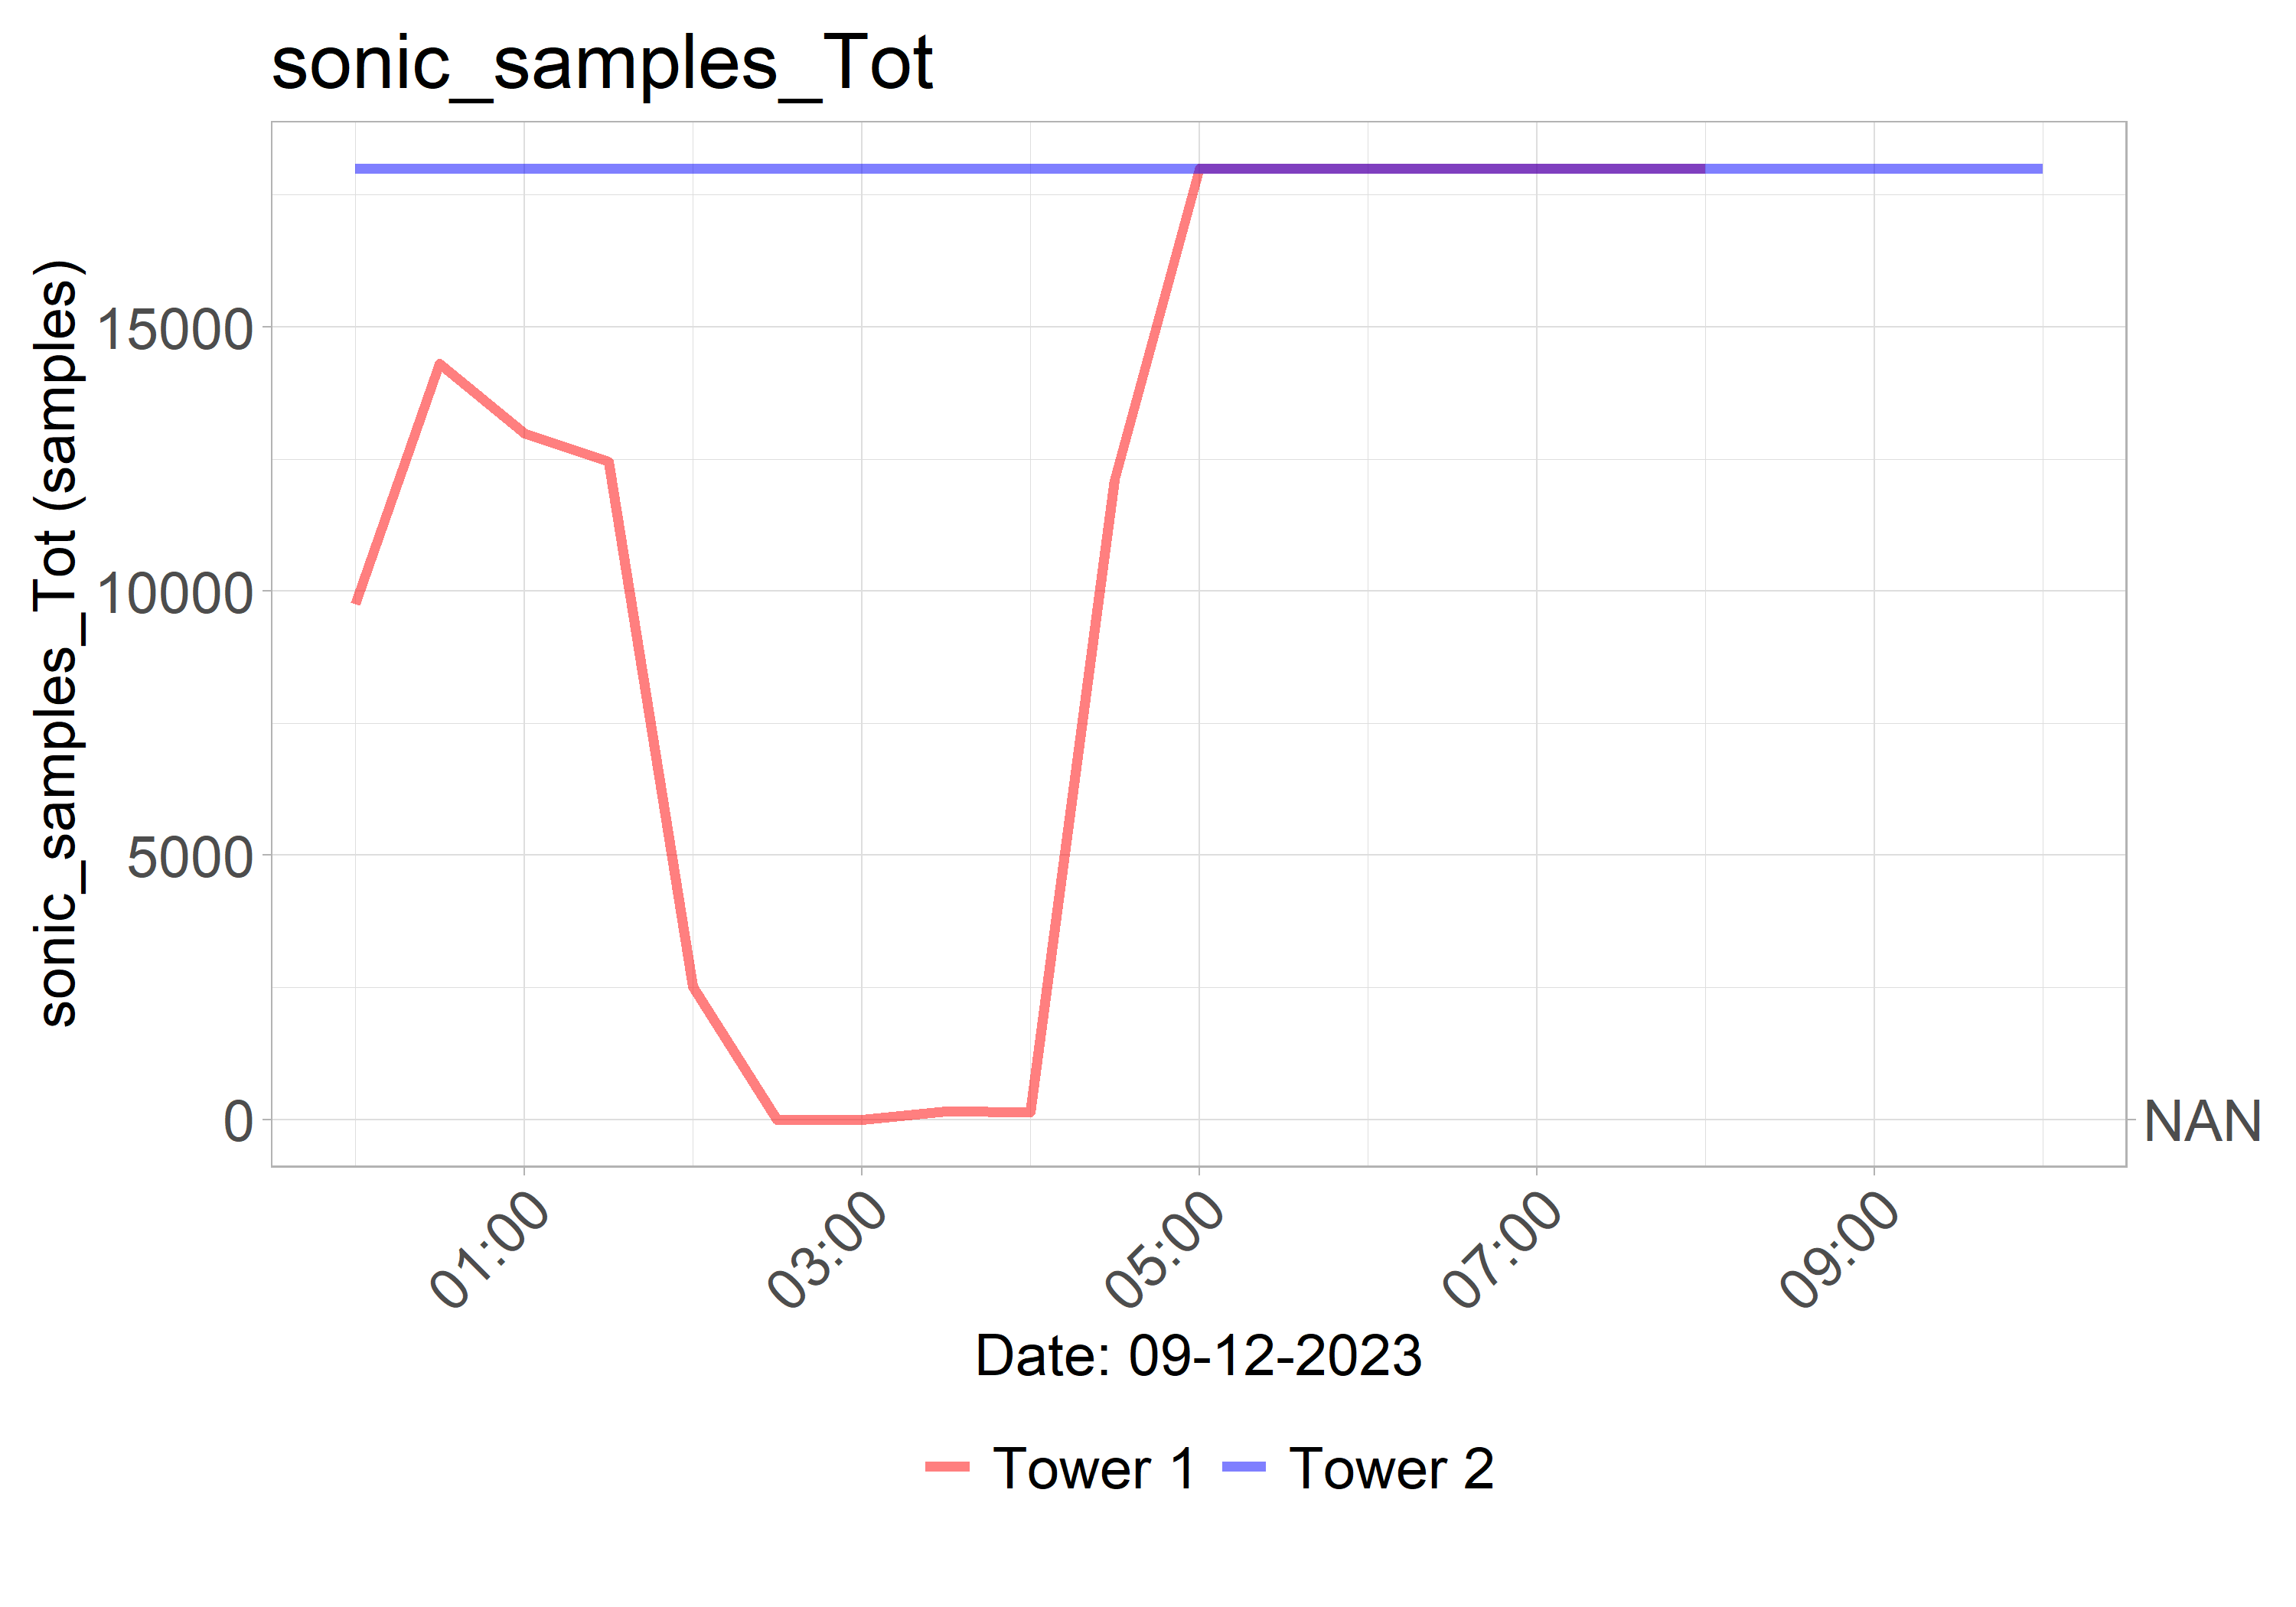 sonic_samples_Tot
sonic_samples_Tot (samples)
15000
10000
5000
0
NAN
01:00
03:00
05:00
07:00
09:00
Date: 09-12-2023
Tower 1
Tower 2